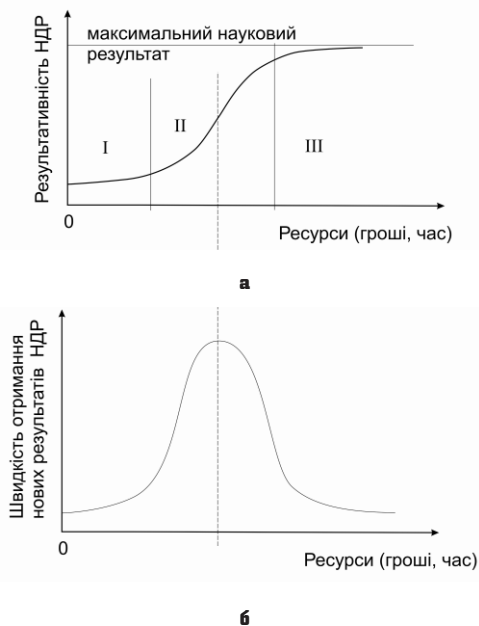 максимальний науковий
результат
Результативність НДР
I
II
III
0
Ресурси (гроші, час)
а
Швидкість отримання
нових результатів НДР
0
Ресурси (гроші, час)
б